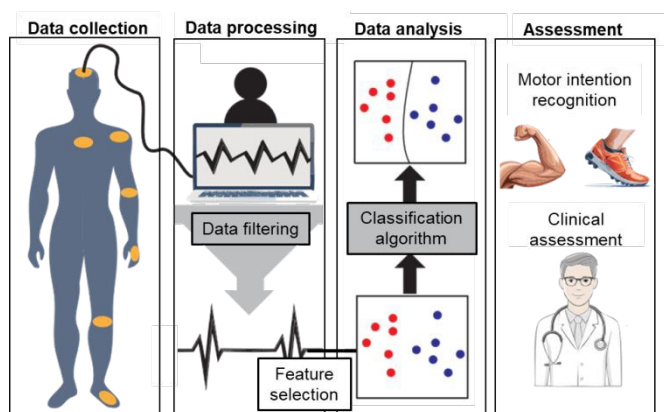 Data collection
Data processing
Data analysis
Assessment
Data filtering
Feature
selection
Classification
algorithm
Motor intention
recognition
Clinical
assessment